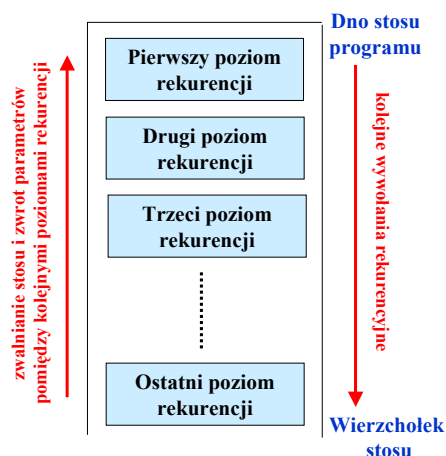 Dno stosu
programu
Pierwszy poziom
rekurencji
Drugi poziom
rekurencji
Trzeci poziom
rekurencji
Ostatni poziom
rekurencji
zwalnianie stosu i zwrot parametrów
pomiędzy kolejnymi poziomami rekurencji
kolejne wywołania rekurencyjne
Wierzchołek
stosu